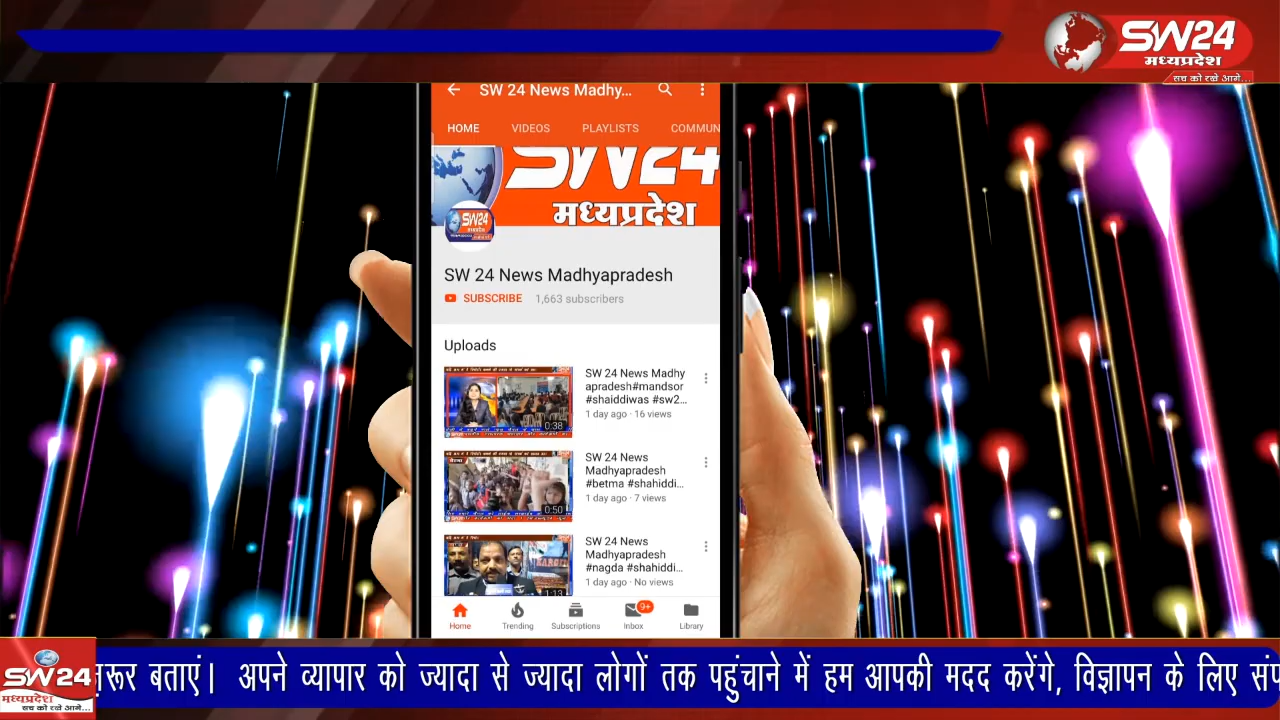 SW24
मध्यप्रदेश
सच को रखे आगे...
SW 24 News Madhy...
HOME VIDEOS PLAYLISTS COMMUN
SW24
मध्यप्रदेश
SW24
SW 24 News Madhyapradesh
SUBSCRIBE 1,663 subscribers
Uploads
SW 24 News Madhy
apradesh#mandsor
#shaiddiwas #sw2...
1 day ago · 16 views
0:38
SW 24 News
Madhyapradesh
#betma #shahiddi...
1 day ago · 7 views
0:50
SW 24 News
Madhyapradesh
#nagda #shahiddi...
1 day ago · No views
1:13
9+
Home Trending Subscriptions Inbox Library
SW24
मध्यप्रदेश
सच को रखे आगे...
ज़रूर बताएं। अपने व्यापार को ज्यादा से ज्यादा लोगों तक पहुंचाने में हम आपकी मदद करेंगे, विज्ञापन के लिए संप